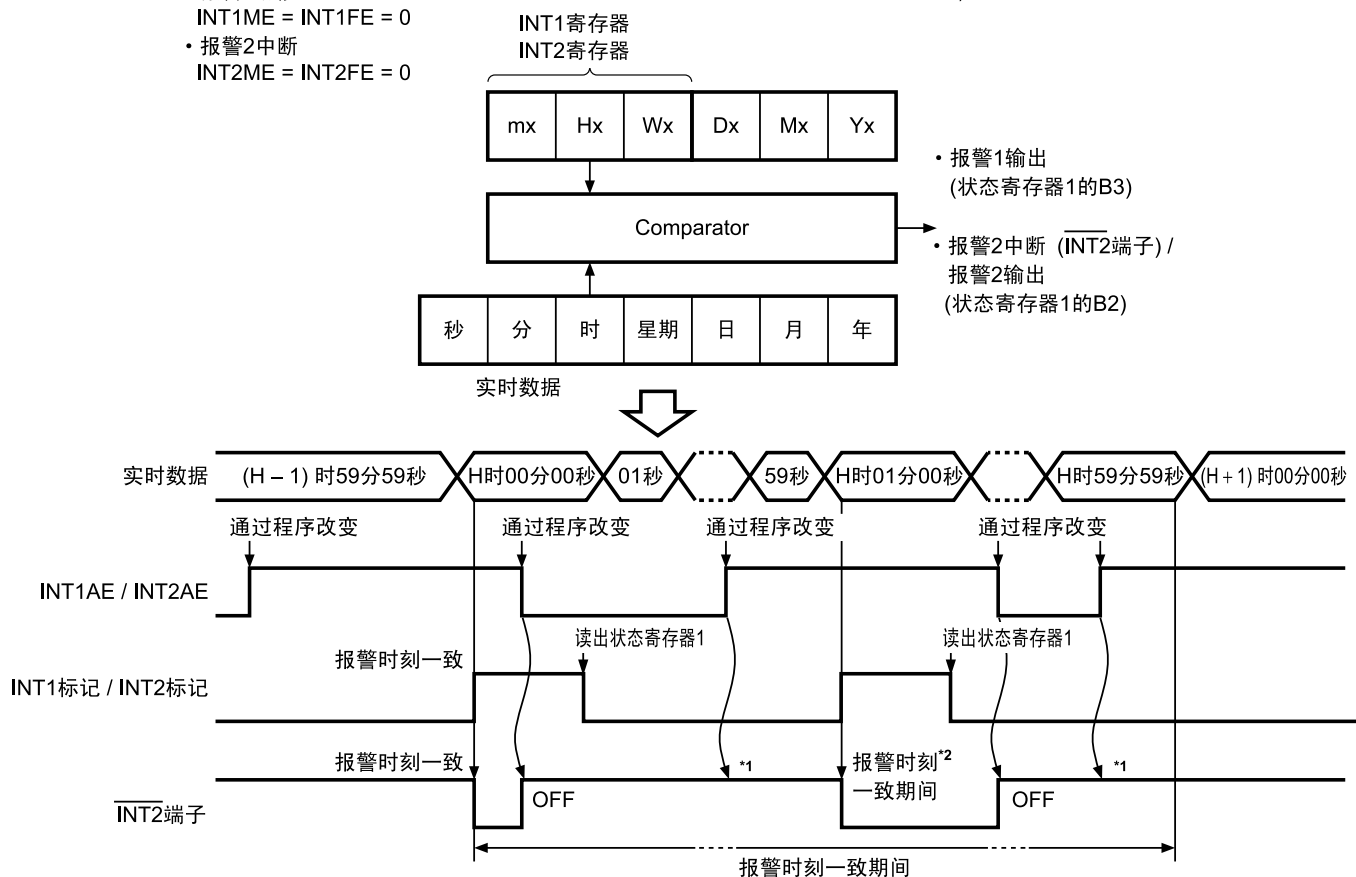 INT1ME = INT1FE = 0
• 报警2中断
INT2ME = INT2FE = 0
INT1寄存器
INT2寄存器
mx Hx Wx Dx Mx Yx
• 报警1输出
(状态寄存器1的B3)
Comparator
• 报警2中断 (INT2端子) /
报警2输出
(状态寄存器1的B2)
秒 分 时 星期 日 月 年
实时数据
实时数据 (H – 1) 时59分59秒 H时00分00秒 01秒 59秒 H时01分00秒 H时59分59秒 (H + 1) 时00分00秒
通过程序改变 通过程序改变 通过程序改变 通过程序改变 通过程序改变
INT1AE / INT2AE
读出状态寄存器1 读出状态寄存器1
报警时刻一致
INT1标记 / INT2标记
报警时刻一致 *1 报警时刻*2 *1
一致期间
OFF OFF
INT2端子
报警时刻一致期间